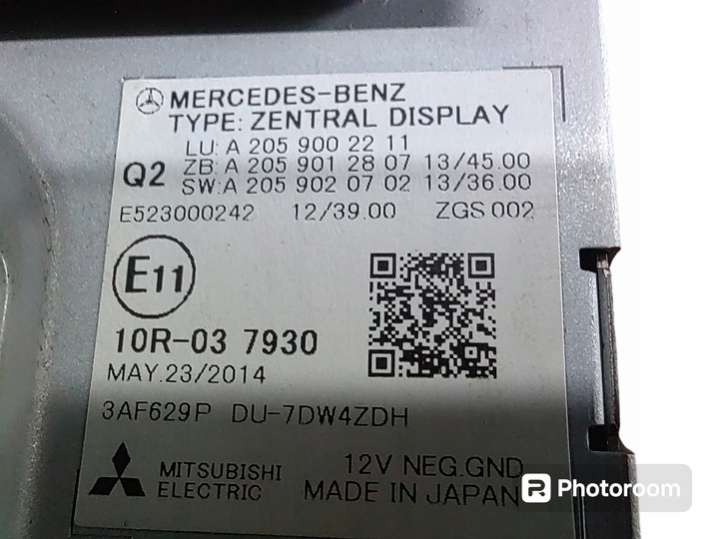 MERCEDES-BENZ
TYPE: ZENTRAL DISPLAY
LU: A 205 900 22 11
Q2 ZB: A 205 901 28 07 13/45.00
SW: A 205 902 07 02 13/36.00
E523000242 12/39.00 ZGS 002
E11
10R-03 7930
MAY.23/2014
3AF629P DU-7DW4ZDH
MITSUBISHI ELECTRIC
12V NEG.GND
MADE IN JAPAN
Photoroom